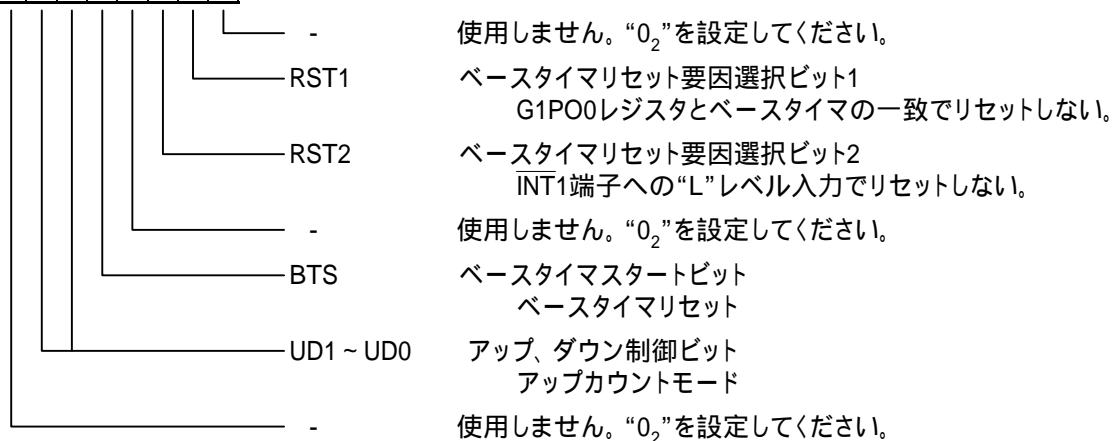 - 使用しません。“0₂”を設定してください。
RST1 ベースタイマリセット要因選択ビット1
G1PO0レジスタとベースタイマの一致でリセットしない。
RST2 ベースタイマリセット要因選択ビット2
I̅N̅T̅1端子への“L”レベル入力でリセットしない。
- 使用しません。“0₂”を設定してください。
BTS ベースタイマスタートビット
ベースタイマリセット
UD1 ~ UD0 アップ、ダウン制御ビット
アップカウントモード
- 使用しません。“0₂”を設定してください。